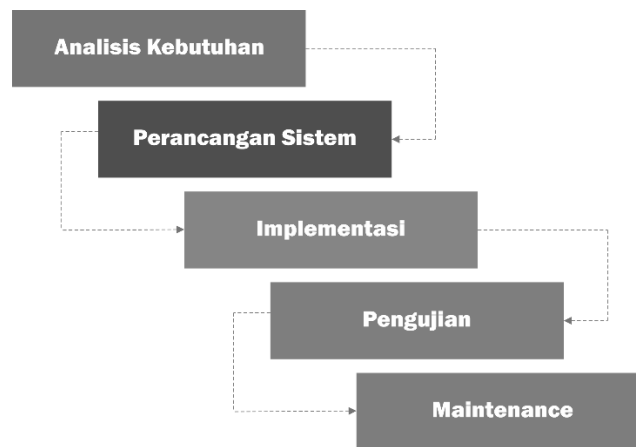 Analisis Kebutuhan
Perancangan Sistem
Implementasi
Pengujian
Maintenance